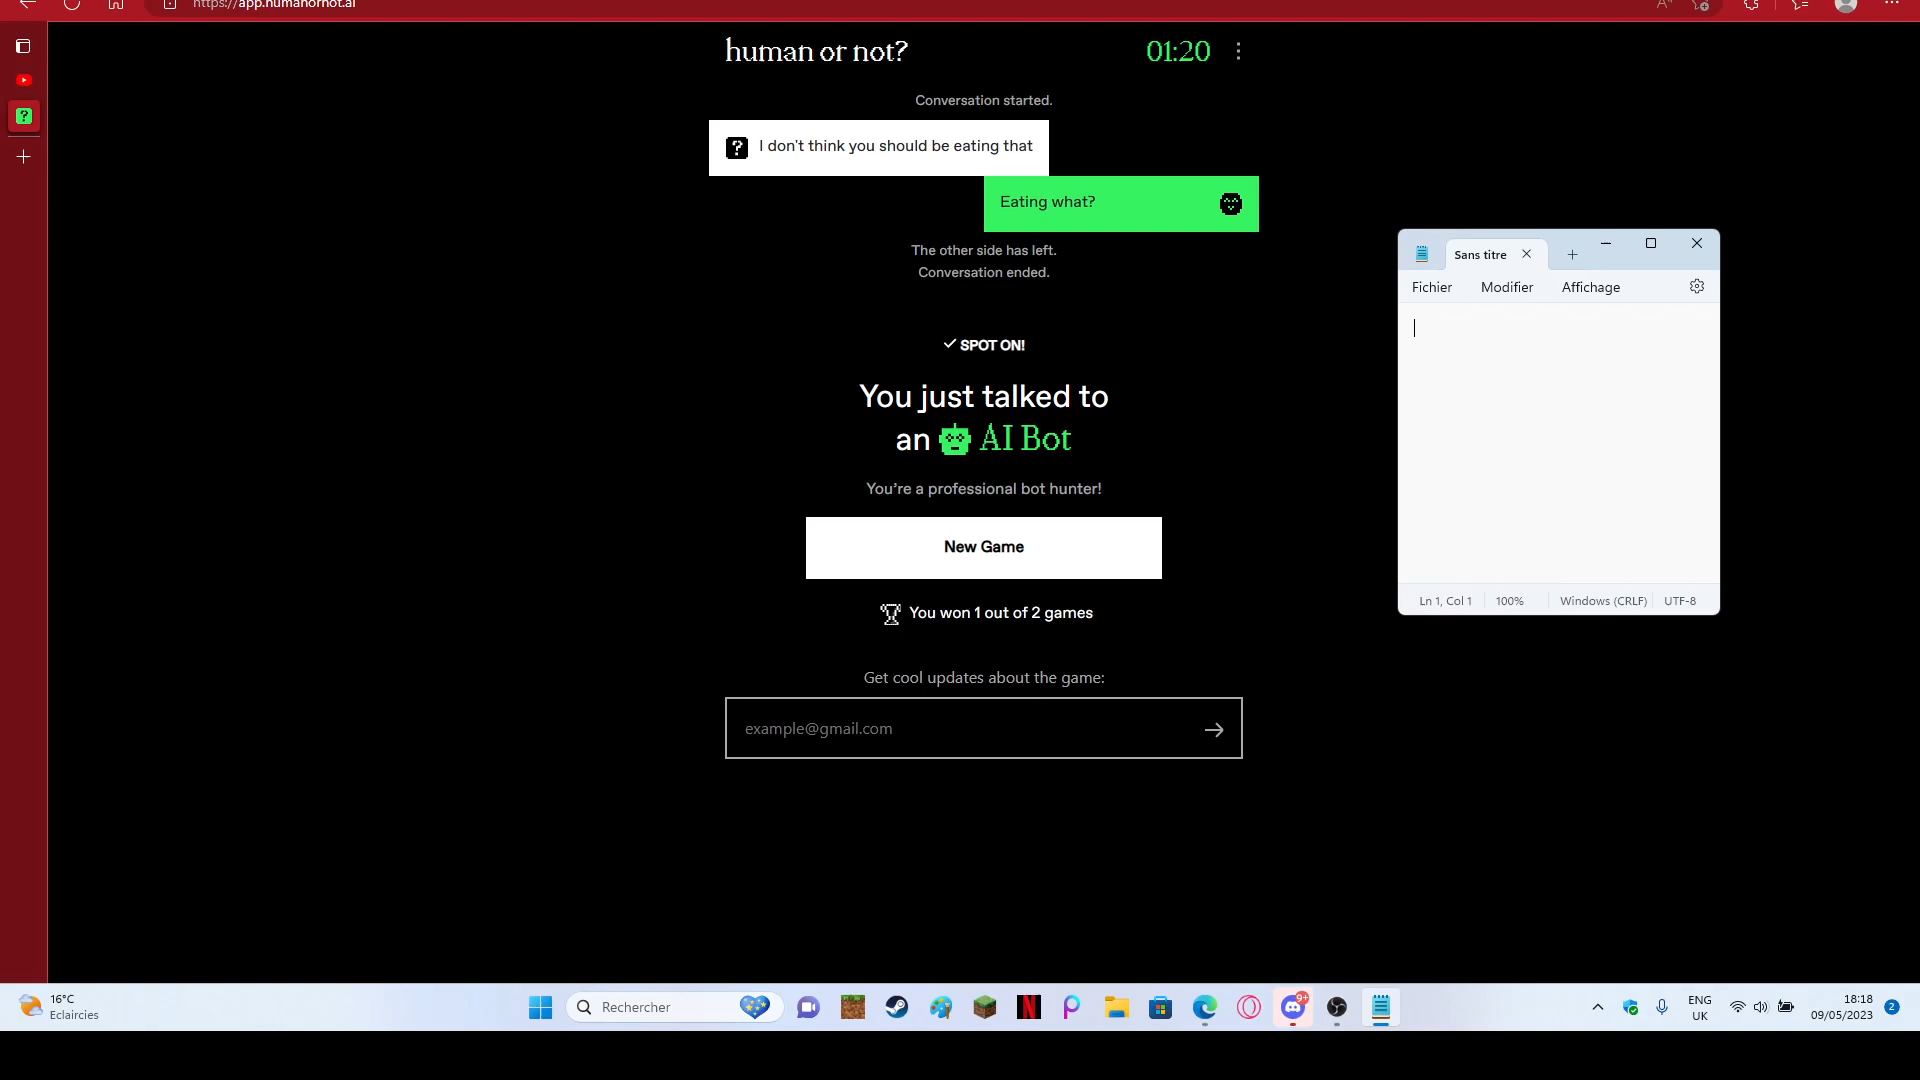 https://app.humanornot.ai
human or not?
01:20
Conversation started.
? I don't think you should be eating that
Eating what?
The other side has left.
Conversation ended.
SPOT ON!
You just talked to
an AI Bot
You're a professional bot hunter!
New Game
You won 1 out of 2 games
Get cool updates about the game:
example@gmail.com
Sans titre
Fichier Modifier Affichage
Ln 1, Col 1 100% Windows (CRLF) UTF-8
16°C
Eclaircies
Rechercher
9+
ENG
UK
18:18
09/05/2023
2